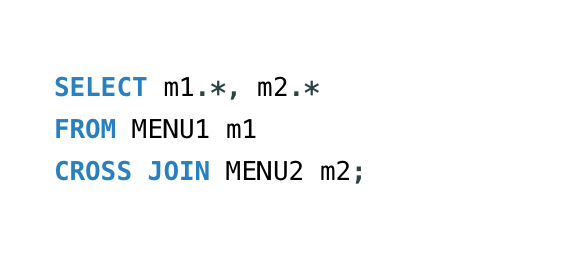 SELECT m1.*, m2.*
FROM MENU1 m1
CROSS JOIN MENU2 m2;